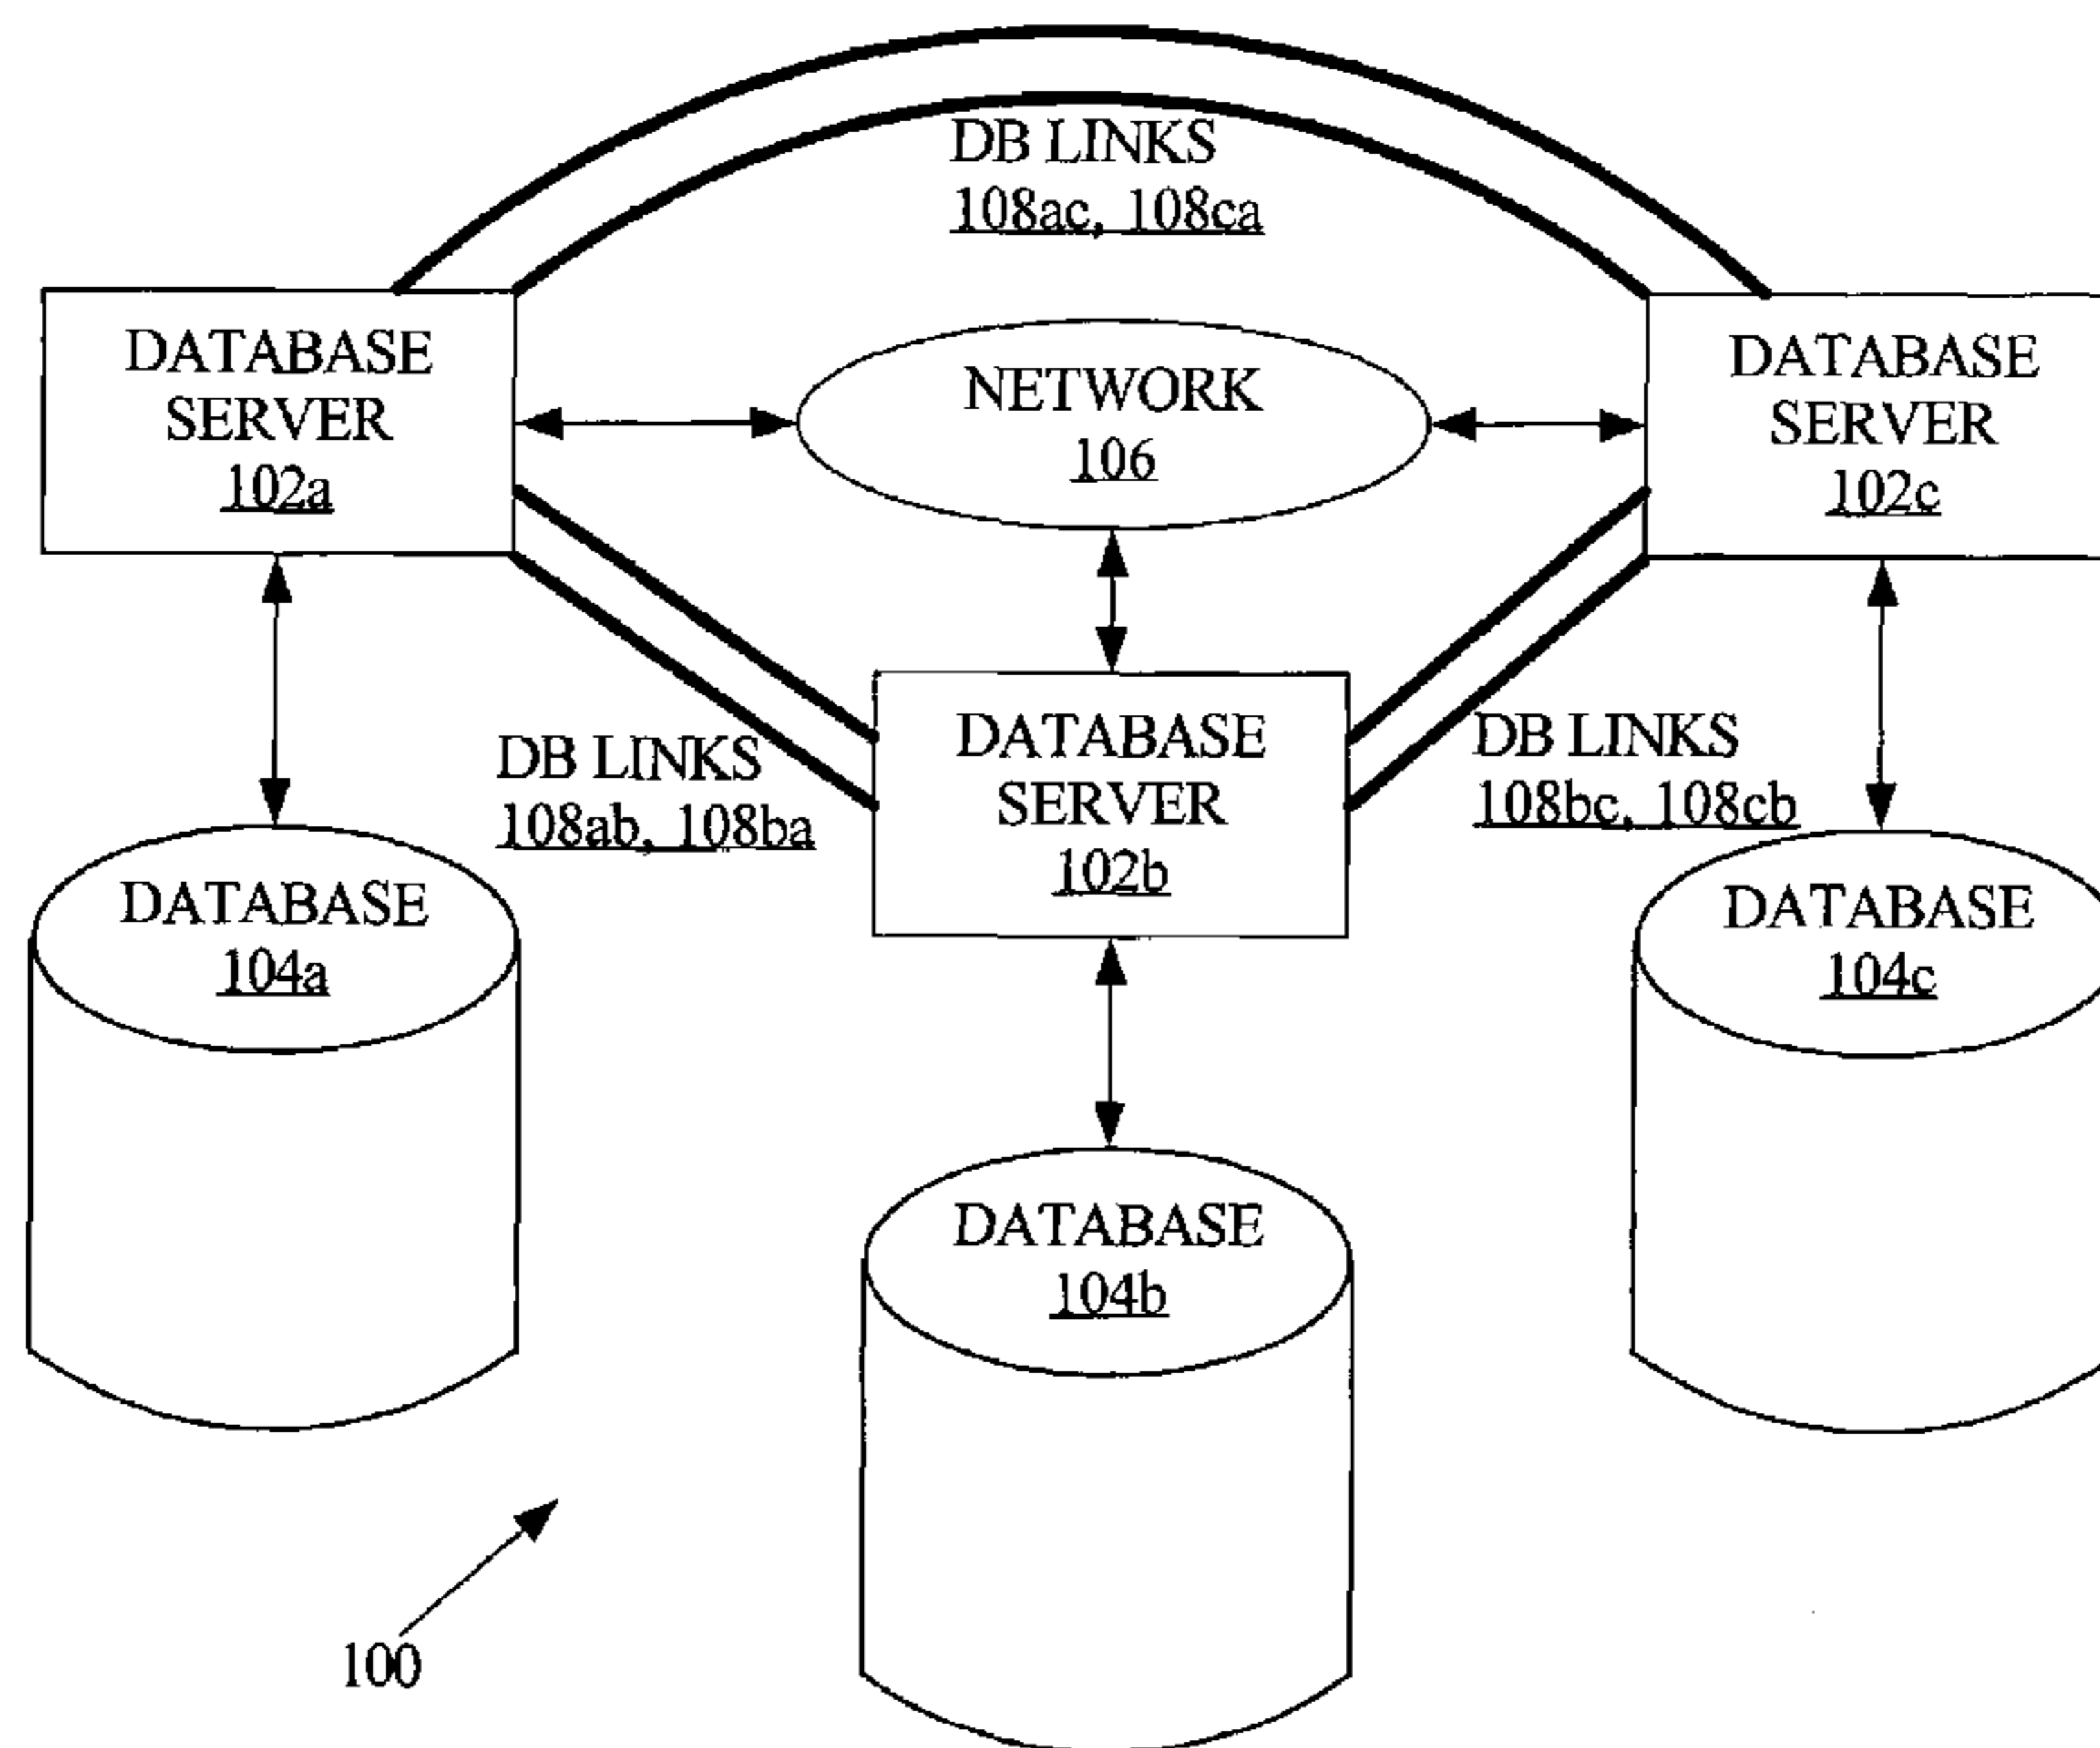 DB LINKS
108ac, 108ca
DATABASE
SERVER
102a
NETWORK
106
DATABASE
SERVER
102c
DB LINKS
108ab, 108ba
DATABASE
SERVER
102b
DB LINKS
108bc, 108cb
DATABASE
104a
DATABASE
104c
DATABASE
104b
100